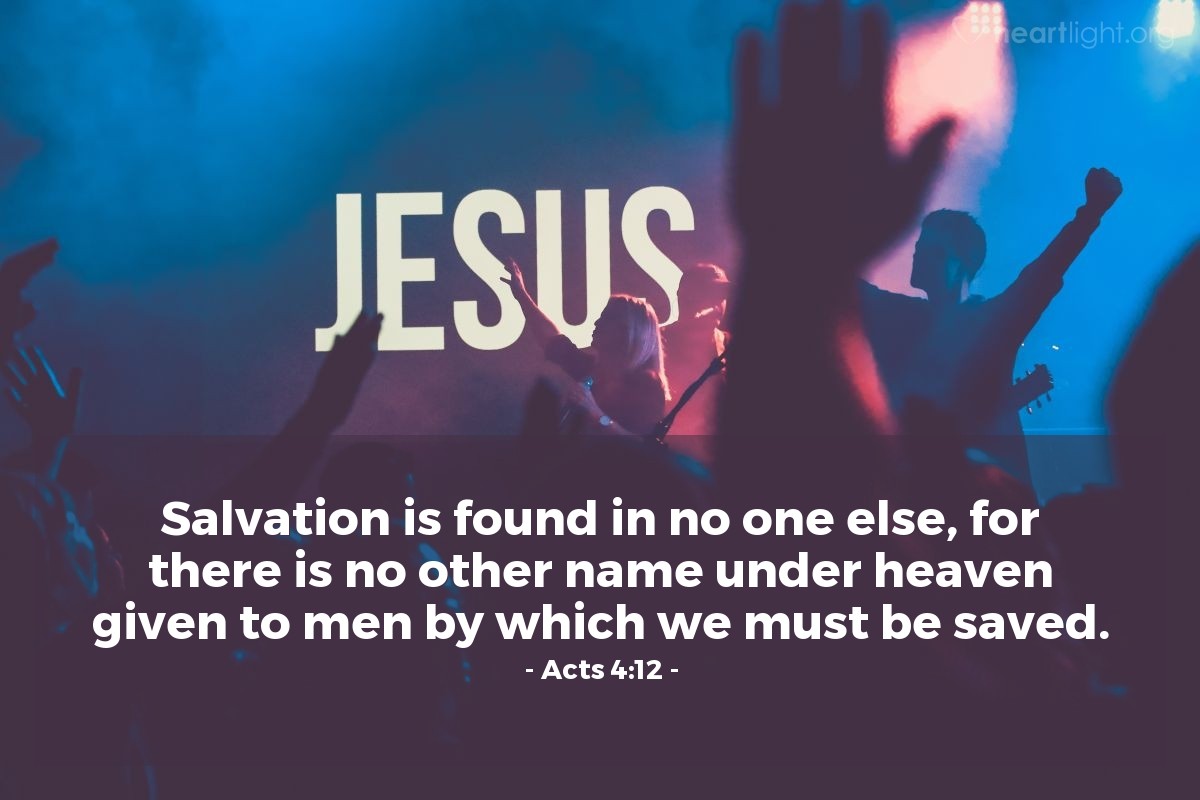 heartlight.org
JESUS
Salvation is found in no one else, for
there is no other name under heaven
given to men by which we must be saved.
- Acts 4:12 -